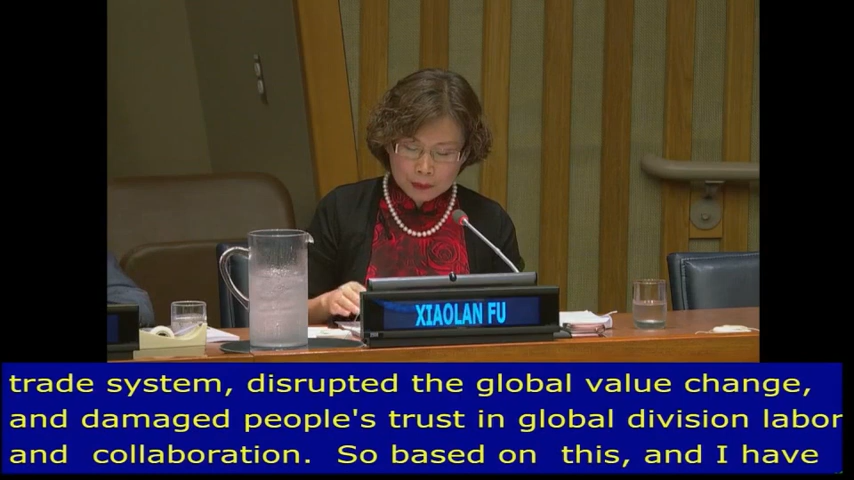 XIAOLAN FU
trade system, disrupted the global value change,
and damaged people's trust in global division labor
and collaboration. So based on this, and I have